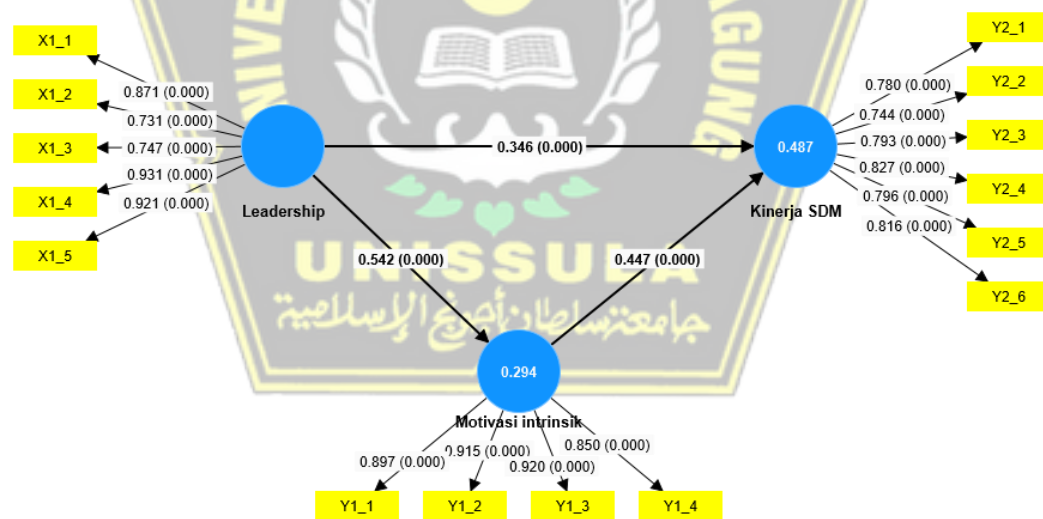 X1_1
X1_2
X1_3
X1_4
X1_5
0.871 (0.000)
0.731 (0.000)
0.747 (0.000)
0.931 (0.000)
0.921 (0.000)
Leadership
0.346 (0.000)
0.542 (0.000)
0.447 (0.000)
0.487
Kinerja SDM
0.780 (0.000)
0.744 (0.000)
0.793 (0.000)
0.827 (0.000)
0.796 (0.000)
0.816 (0.000)
Y2_1
Y2_2
Y2_3
Y2_4
Y2_5
Y2_6
UNISSULA
جامعتنسلطان أجونج الإسلامية
0.294
Motivasi intrinsik
0.897 (0.000)
0.915 (0.000)
0.920 (0.000)
0.850 (0.000)
Y1_1
Y1_2
Y1_3
Y1_4
NIVE
AGUNG